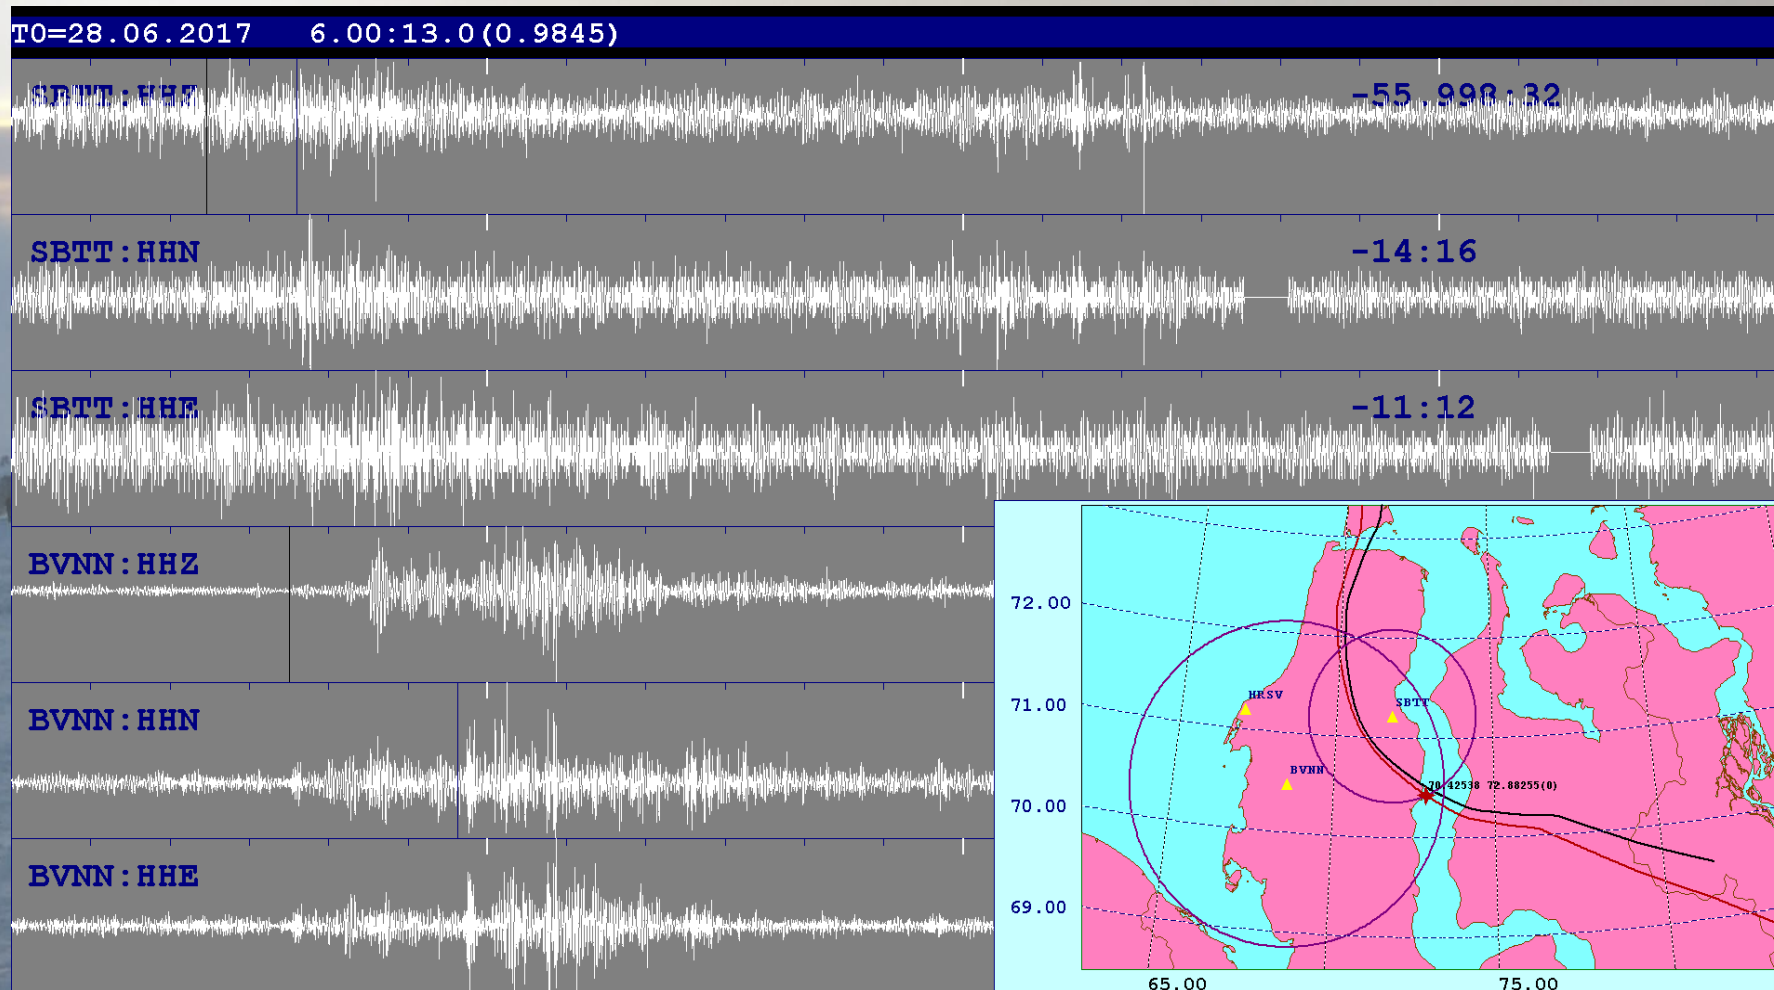 T0=28.06.2017 6.00:13.0(0.9845)
SBTT:HHZ -55.998:32
SBTT:HHN -14:16
SBTT:HHE -11:12
BVNN:HHZ
BVNN:HHN
BVNN:HHE
72.00
HRSV
SBTT
71.00
BVNN
70.42538 72.88255(0)
70.00
69.00
65.00 75.00